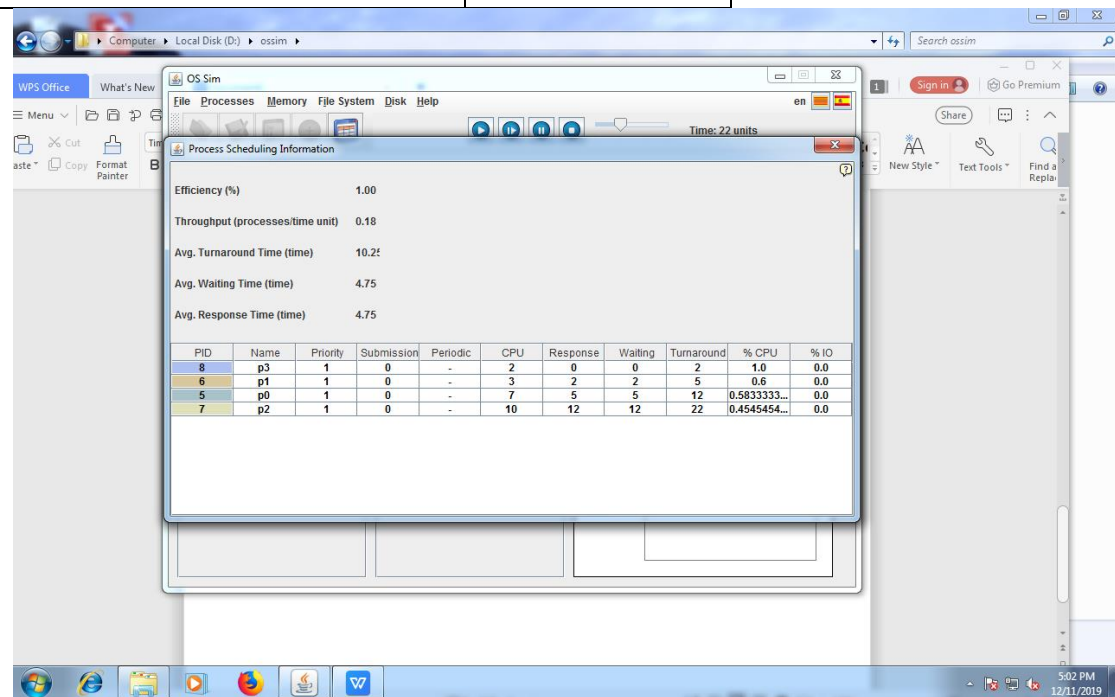 Computer Local Disk (D:) ossim
Search ossim
WPS Office What's New
1 Sign in Go Premium
OS Sim
File Processes Memory File System Disk Help en
Menu
Share
Time: 22 units
Cut
Copy Format Painter
B
New Style Text Tools
Process Scheduling Information
Efficiency (%) 1.00
Throughput (processes/time unit) 0.18
Avg. Turnaround Time (time)
Avg. Waiting Time (time) 4.75
Avg. Response Time (time) 4.75
PID Name Priority Submission Periodic CPU Response Waiting Turnaround % CPU % IO
8 p3 1 0 - 2 0 0 2 1.0 0.0
6 p1 1 0 - 3 2 2 5 0.6 0.0
5 p0 1 0 - 7 5 5 12 0.5833333... 0.0
7 p2 1 0 - 10 12 12 22 0.4545454... 0.0
5:02 PM
12/11/2019